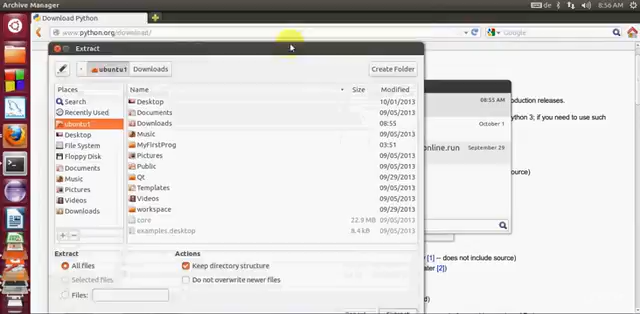 Archive Manager
de
8:56 AM
Download Python
www.python.org/download/
Google
Extract
ubuntu1
Downloads
Create Folder
Places
Name
Size
Modified
Search
Recently Used
ubuntu1
Desktop
File System
Floppy Disk
Documents
Music
Pictures
Videos
Downloads
Desktop 10/01/2013
Documents 09/05/2013
Downloads 08:55
Music 09/05/2013
MyFirstProg 03:51
Pictures 09/05/2013
Public 09/05/2013
Qt 09/05/2013
Templates 09/05/2013
Videos 09/05/2013
workspace 09/29/2013
core 22.9 MB 09/05/2013
examples.desktop 8.4 kB 09/05/2013
Extract
Actions
All files
Keep directory structure
Selected files
Do not overwrite newer files
Files:
08:55 AM
October 1
online.run September 29
oduction releases.
ython 3; if you need to use such
[1] -- does not include source)
ater [2])